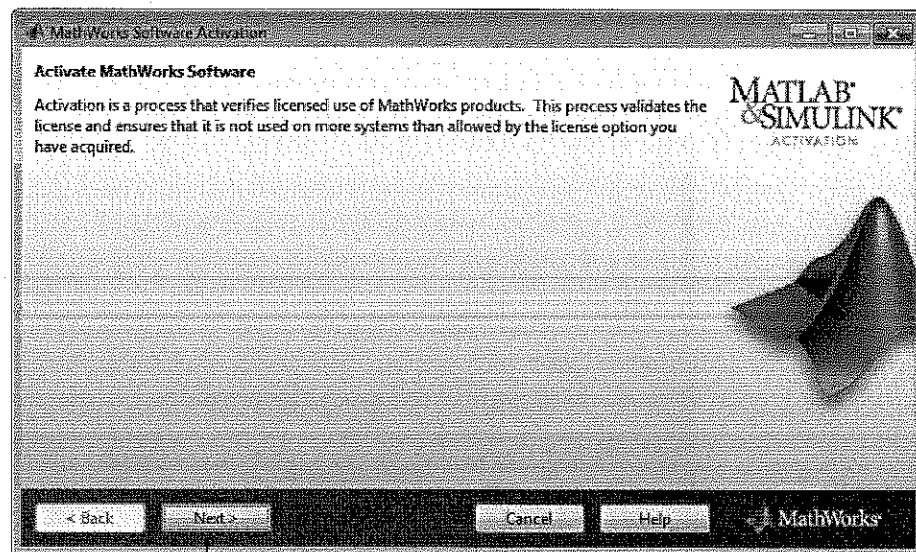 MathWorks Software Activation
Activate MathWorks Software
Activation is a process that verifies licensed use of MathWorks products. This process validates the
license and ensures that it is not used on more systems than allowed by the license option you
have acquired.
MATLAB®
&SIMULINK®
ACTIVATION
< Back
Next >
Cancel
Help
MathWorks®